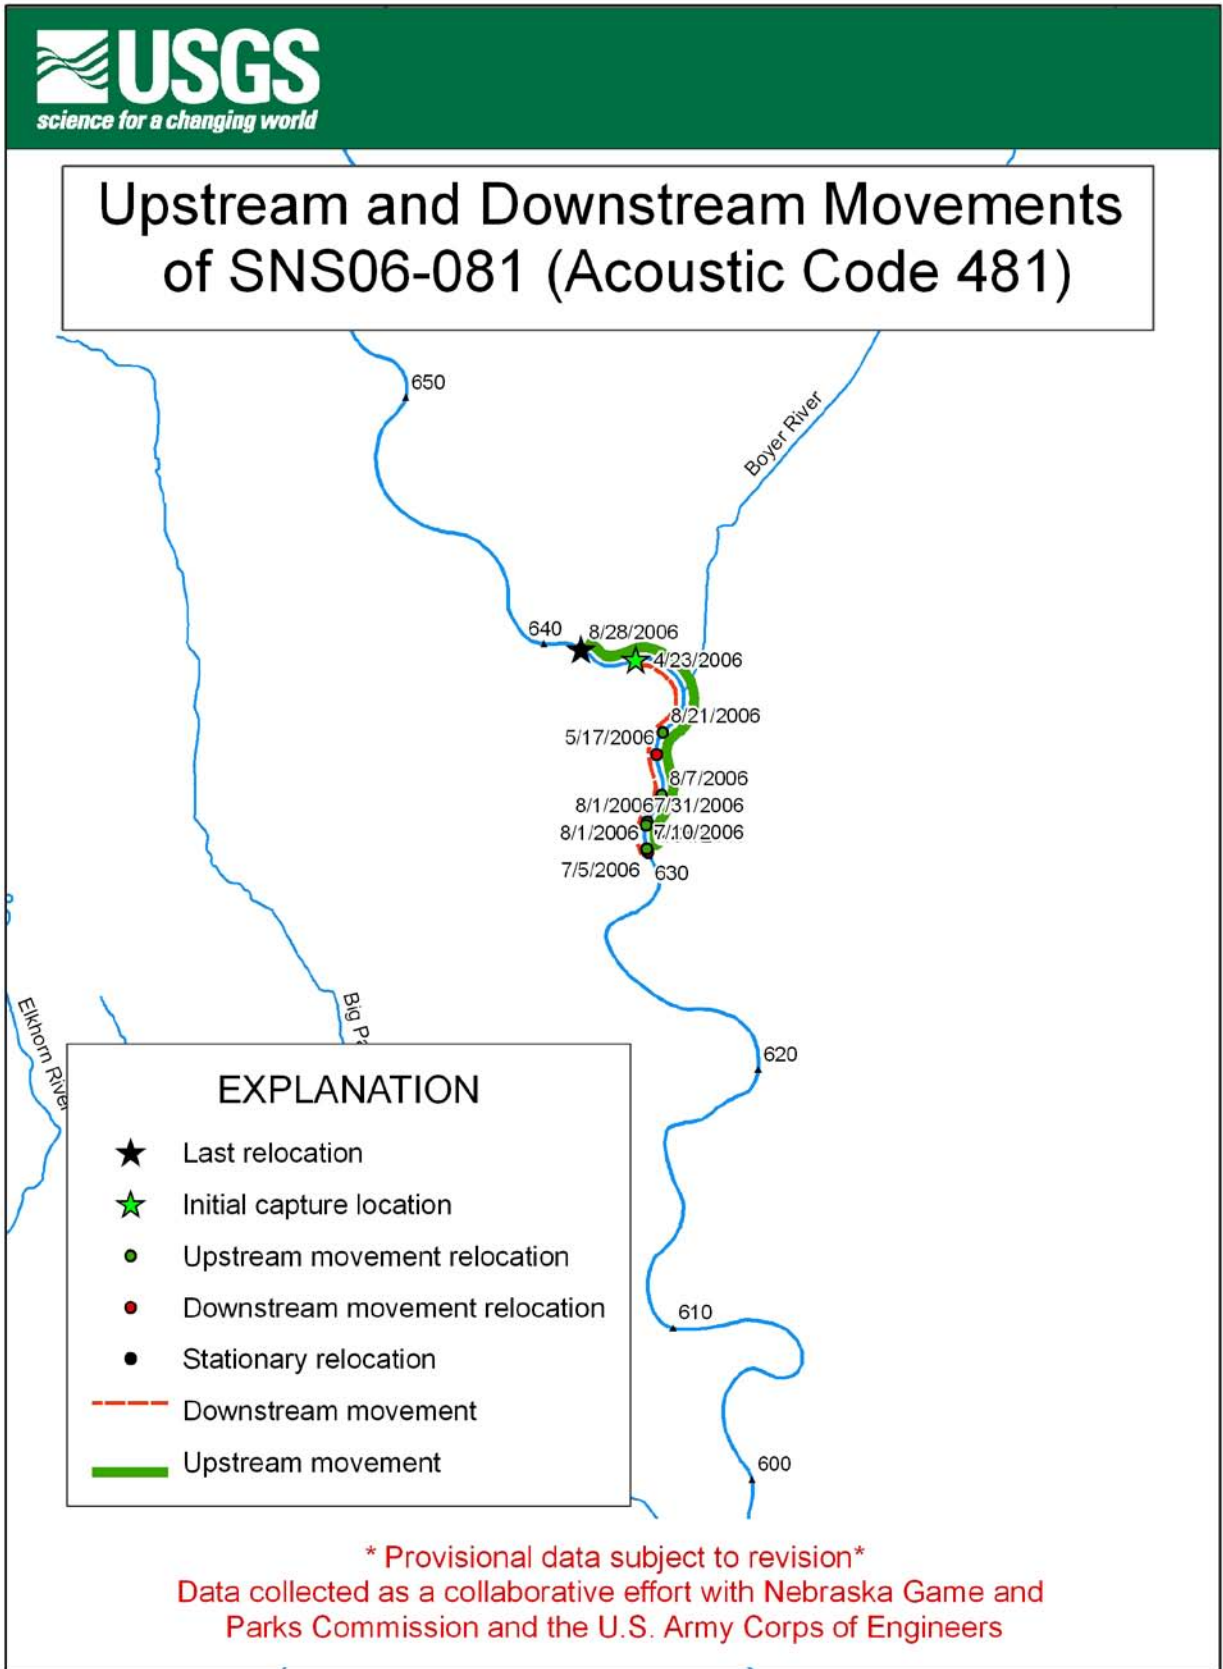 USGS
science for a changing world
Upstream and Downstream Movements
of SNS06-081 (Acoustic Code 481)
650
Boyer River
640
8/28/2006
4/23/2006
8/21/2006
5/17/2006
8/7/2006
8/1/2006 7/31/2006
8/1/2006 7/10/2006
7/5/2006 630
Elkhorn River
Big
620
EXPLANATION
Last relocation
Initial capture location
Upstream movement relocation
Downstream movement relocation
Stationary relocation
Downstream movement
Upstream movement
610
600
* Provisional data subject to revision*
Data collected as a collaborative effort with Nebraska Game and
Parks Commission and the U.S. Army Corps of Engineers